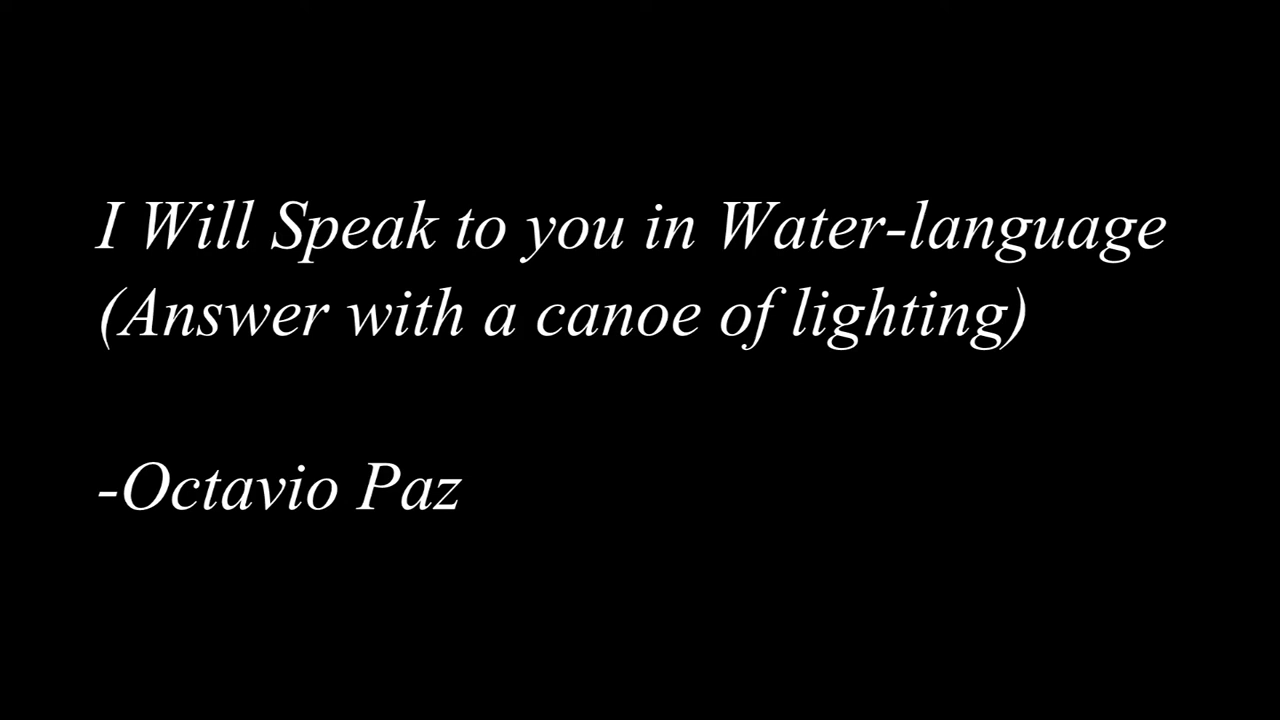 I Will Speak to you in Water-language
(Answer with a canoe of lighting)
-Octavio Paz